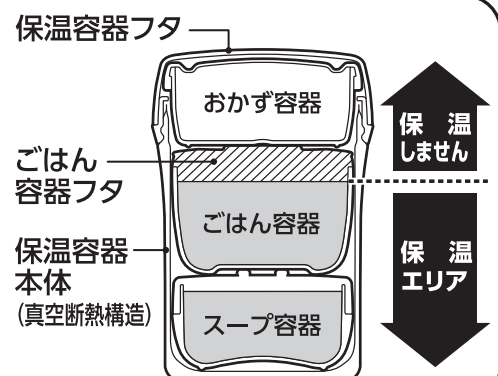 保温容器フタ
おかず容器
保 温
しません
ごはん
容器フタ
ごはん容器
保温容器
本体
(真空断熱構造)
保 温
エリア
スープ容器